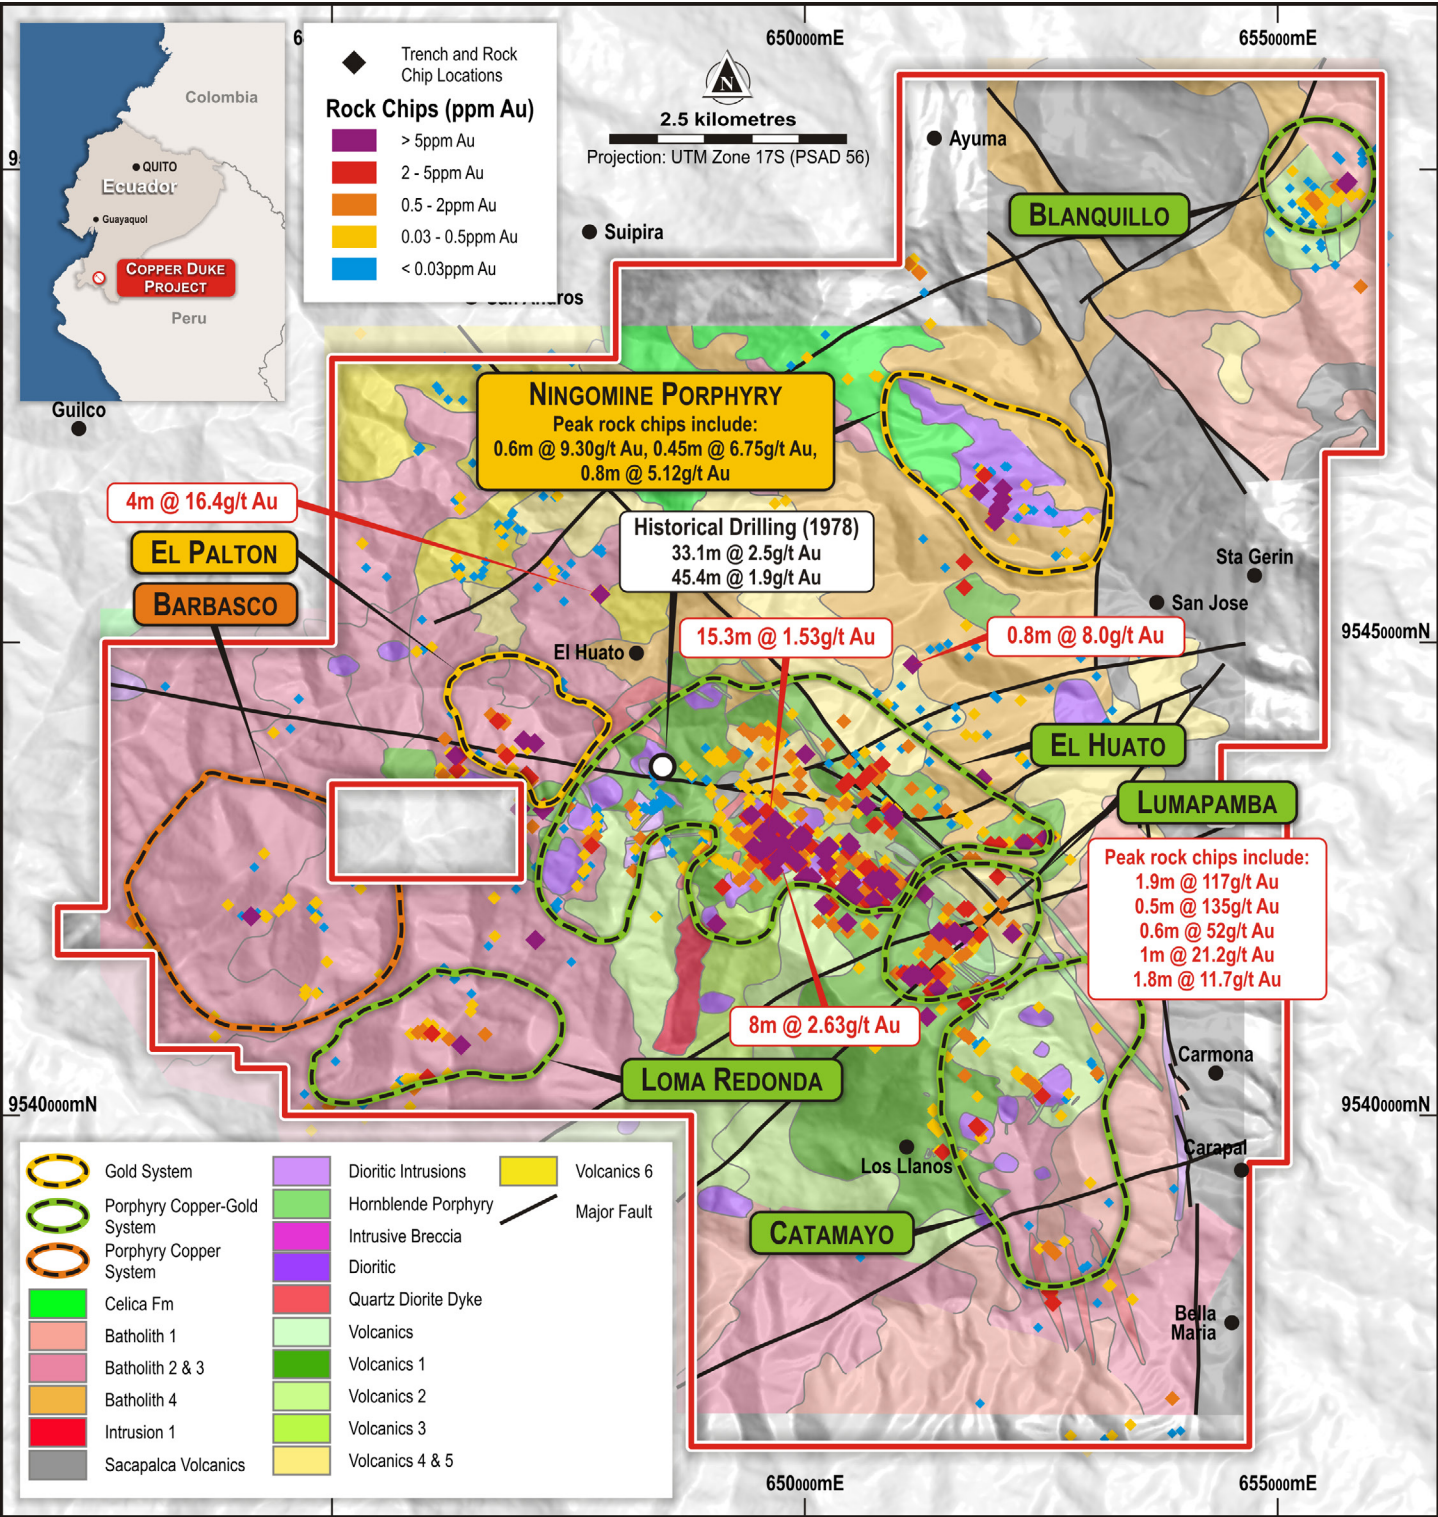 650000mE
655000mE
Colombia
QUITO
Ecuador
Guayaquol
COPPER DUKE
PROJECT
Peru
Trench and Rock
Chip Locations
Rock Chips (ppm Au)
> 5ppm Au
2 - 5ppm Au
0.5 - 2ppm Au
0.03 - 0.5ppm Au
< 0.03ppm Au
N
2.5 kilometres
Projection: UTM Zone 17S (PSAD 56)
Ayuma
Suipira
BLANQUILLO
Guilco
NINGOMINE PORPHYRY
Peak rock chips include:
0.6m @ 9.30g/t Au, 0.45m @ 6.75g/t Au,
0.8m @ 5.12g/t Au
4m @ 16.4g/t Au
EL PALTON
BARBASCO
Historical Drilling (1978)
33.1m @ 2.5g/t Au
45.4m @ 1.9g/t Au
Sta Gerin
San Jose
15.3m @ 1.53g/t Au
0.8m @ 8.0g/t Au
9545000mN
El Huato
EL HUATO
LUMAPAMBA
Peak rock chips include:
1.9m @ 117g/t Au
0.5m @ 135g/t Au
0.6m @ 52g/t Au
1m @ 21.2g/t Au
1.8m @ 11.7g/t Au
8m @ 2.63g/t Au
LOMA REDONDA
Carmona
9540000mN
9540000mN
Carapal
Los Llanos
CATAMAYO
Bella
Maria
Gold System
Porphyry Copper-Gold
System
Porphyry Copper
System
Celica Fm
Batholith 1
Batholith 2 & 3
Batholith 4
Intrusion 1
Sacapalca Volcanics
Dioritic Intrusions
Hornblende Porphyry
Intrusive Breccia
Dioritic
Quartz Diorite Dyke
Volcanics
Volcanics 1
Volcanics 2
Volcanics 3
Volcanics 4 & 5
Volcanics 6
Major Fault
650000mE
655000mE